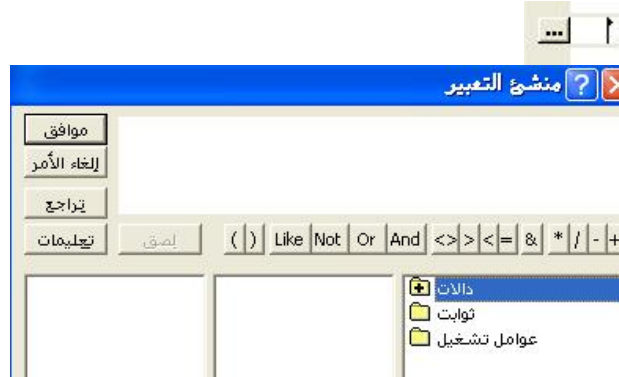 ...
منشئ التعبير
موافق
إلغاء الأمر
تراجع
+ - / * & = < > <> And Or Not Like ( ) لصق تعليمات
دالات
ثوابت
عوامل تشغيل